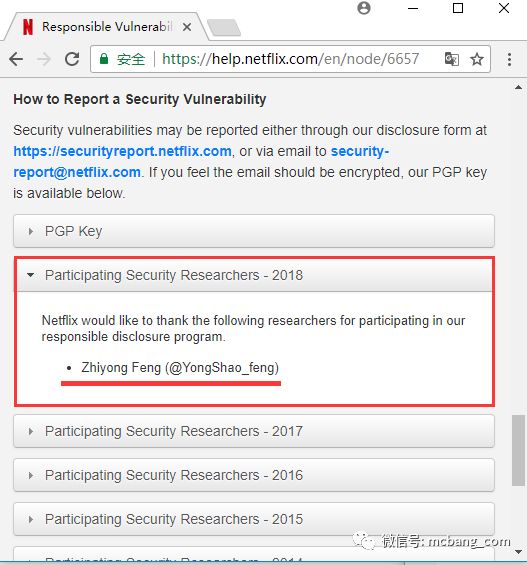 Responsible Vulnerabil
安全 https://help.netflix.com/en/node/6657
How to Report a Security Vulnerability
Security vulnerabilities may be reported either through our disclosure form at
https://securityreport.netflix.com, or via email to security-
report@netflix.com. If you feel the email should be encrypted, our PGP key
is available below.
PGP Key
Participating Security Researchers - 2018
Netflix would like to thank the following researchers for participating in our
responsible disclosure program.
• Zhiyong Feng (@YongShao_feng)
Participating Security Researchers - 2017
Participating Security Researchers - 2016
Participating Security Researchers - 2015
微信号: mcbang_com
Participating Security Researchers - 2014